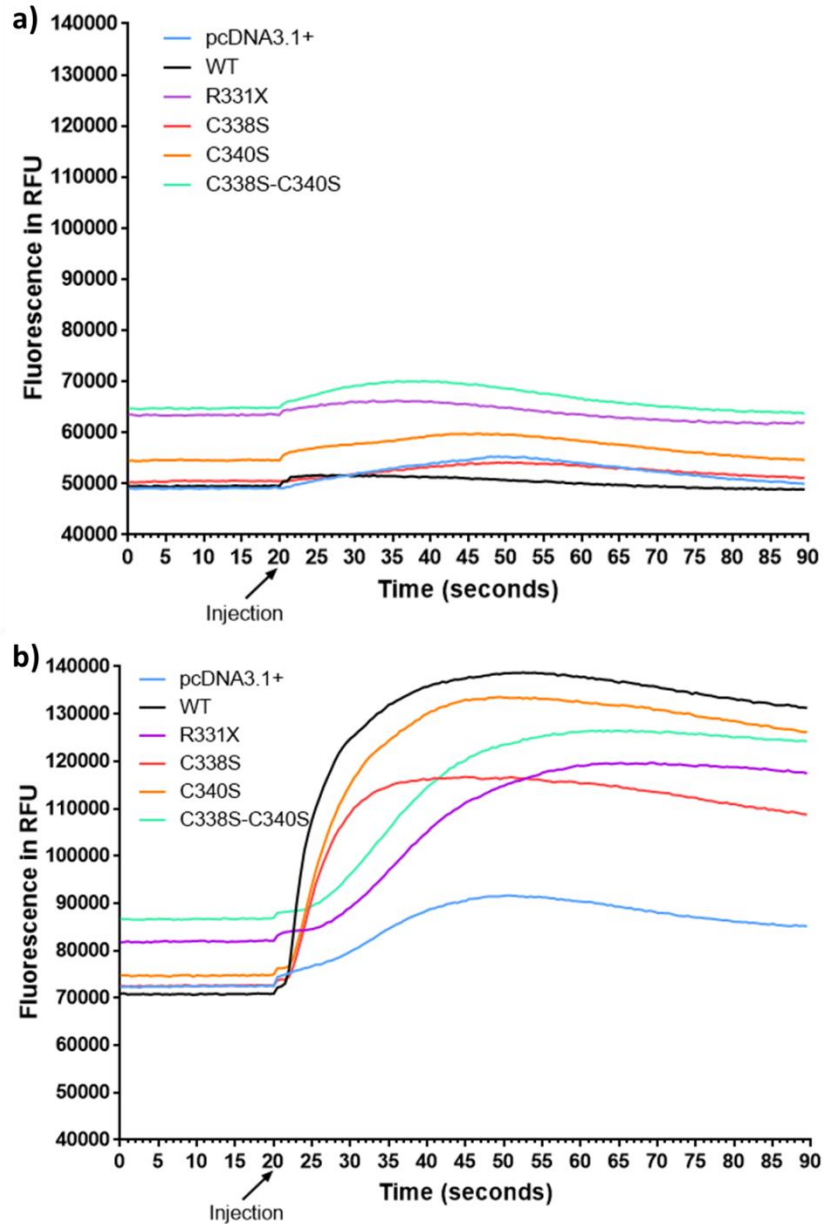 a)
pcDNA3.1+
WT
R331X
C338S
C340S
C338S-C340S
140000
130000
120000
110000
100000
90000
80000
70000
60000
50000
40000
Fluorescence in RFU
0 5 10 15 20 25 30 35 40 45 50 55 60 65 70 75 80 85 90
Time (seconds)
Injection
b)
pcDNA3.1+
WT
R331X
C338S
C340S
C338S-C340S
140000
130000
120000
110000
100000
90000
80000
70000
60000
50000
40000
Fluorescence in RFU
0 5 10 15 20 25 30 35 40 45 50 55 60 65 70 75 80 85 90
Time (seconds)
Injection